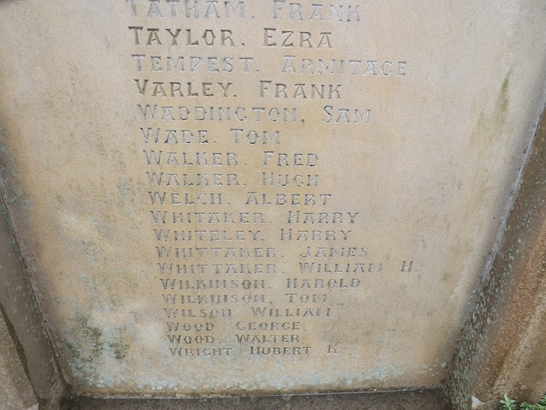 TATHAM. FRANK
TAYLOR. EZRA
TEMPEST. ARMITAGE
VARLEY. FRANK
WADDINGTON. SAM
WADE. TOM
WALKER. FRED
WALKER. HUGH
WELCH. ALBERT
WHITAKER. HARRY
WHITELEY. HARRY
WHITTAKER. JAMES
WHITTAKER. WILLIAM H.
WILKINSON. HAROLD
WILKINSON. TOM
WILSON WILLIAM
WOOD GEORGE
WOOD. WALTER
WRIGHT. HUBERT K.